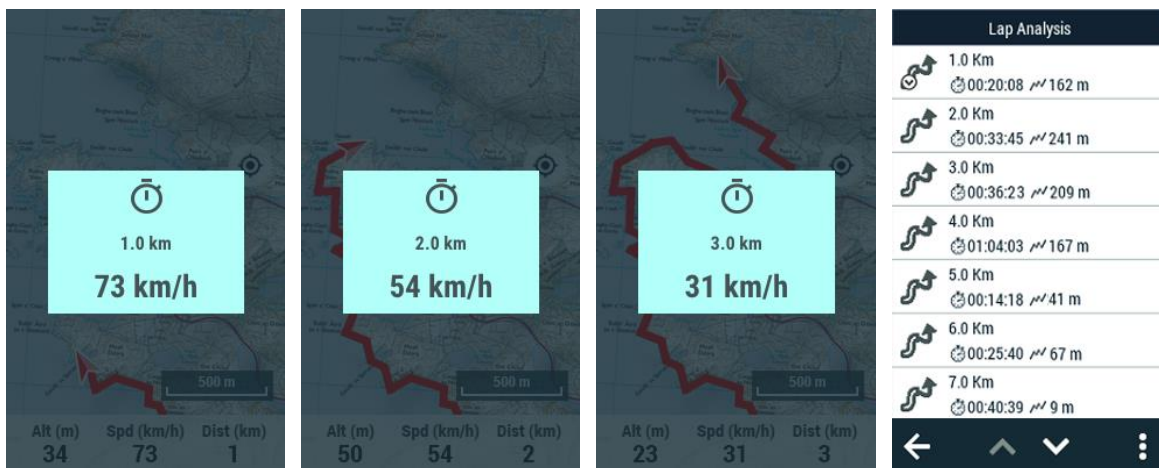 1.0 km
73 km/h
500 m
Alt (m) Spd (km/h) Dist (km)
34 73 1
2.0 km
54 km/h
500 m
Alt (m) Spd (km/h) Dist (km)
50 54 2
3.0 km
31 km/h
500 m
Alt (m) Spd (km/h) Dist (km)
23 31 3
Lap Analysis
1.0 Km
00:20:08 162 m
2.0 Km
00:33:45 241 m
3.0 Km
00:36:23 209 m
4.0 Km
01:04:03 167 m
5.0 Km
00:14:18 41 m
6.0 Km
00:25:40 67 m
7.0 Km
00:40:39 9 m